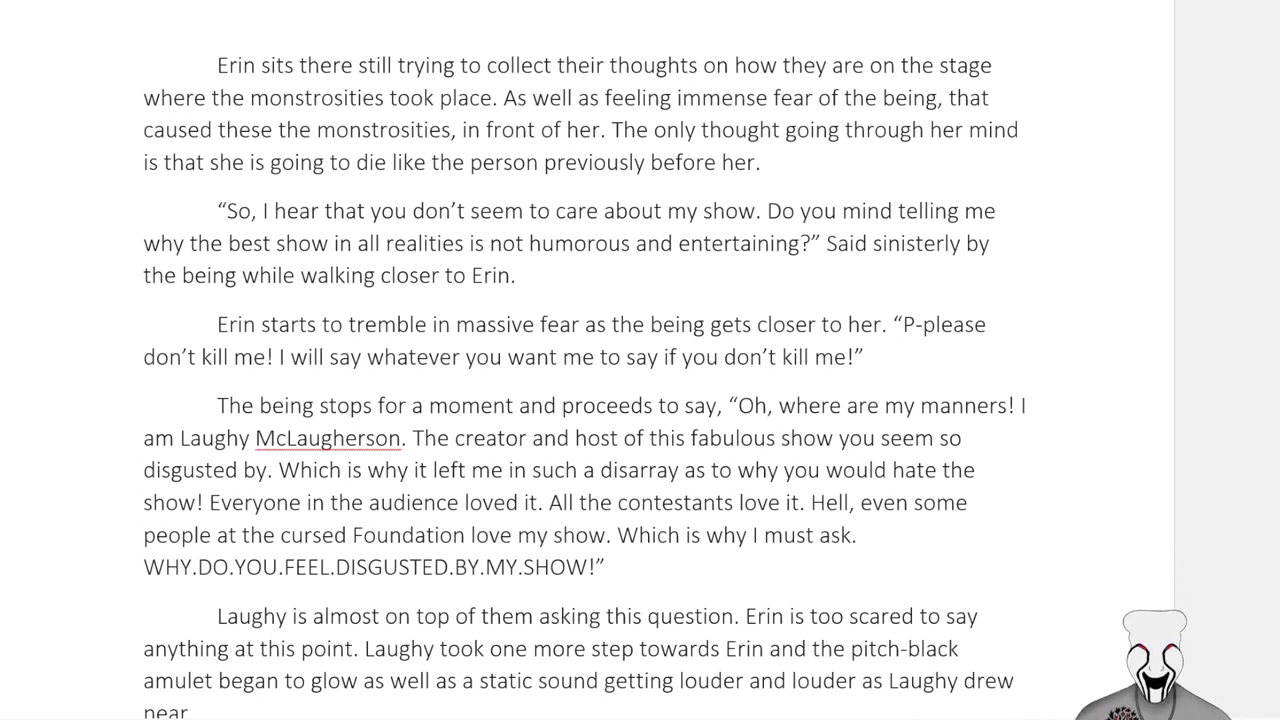 Erin sits there still trying to collect their thoughts on how they are on the stage
where the monstrosities took place. As well as feeling immense fear of the being, that
caused these the monstrosities, in front of her. The only thought going through her mind
is that she is going to die like the person previously before her.
“So, I hear that you don’t seem to care about my show. Do you mind telling me
why the best show in all realities is not humorous and entertaining?” Said sinisterly by
the being while walking closer to Erin.
Erin starts to tremble in massive fear as the being gets closer to her. “P-please
don’t kill me! I will say whatever you want me to say if you don’t kill me!”
The being stops for a moment and proceeds to say, “Oh, where are my manners! I
am Laughy McLaugherson. The creator and host of this fabulous show you seem so
disgusted by. Which is why it left me in such a disarray as to why you would hate the
show! Everyone in the audience loved it. All the contestants love it. Hell, even some
people at the cursed Foundation love my show. Which is why I must ask.
WHY.DO.YOU.FEEL.DISGUSTED.BY.MY.SHOW!”
Laughy is almost on top of them asking this question. Erin is too scared to say
anything at this point. Laughy took one more step towards Erin and the pitch-black
amulet began to glow as well as a static sound getting louder and louder as Laughy drew
near